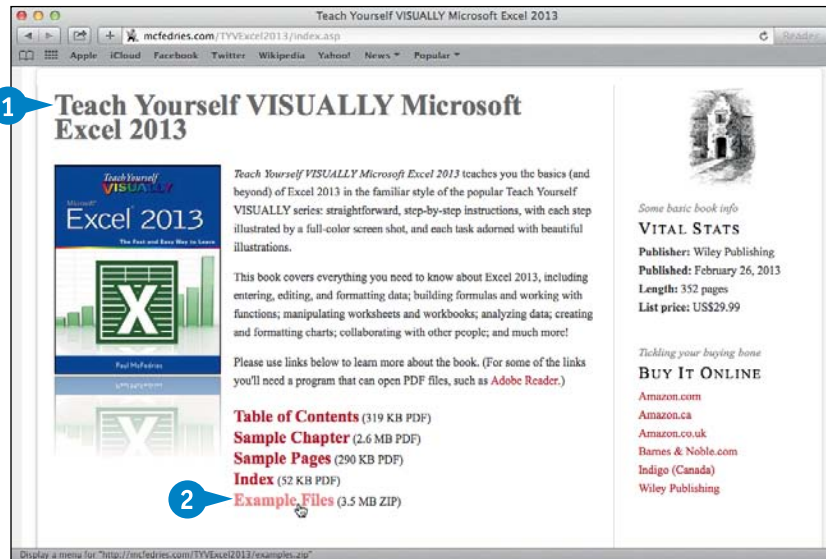 Teach Yourself VISUALLY Microsoft Excel 2013
mcfedries.com/TYVExcel2013/index.asp
Reader
Apple iCloud Facebook Twitter Wikipedia Yahoo! News Popular
1
Teach Yourself VISUALLY Microsoft
Excel 2013
Teach Yourself
VISUALLY
Microsoft
Excel 2013
The Fast and Easy Way to Learn
Paul McFedries
Teach Yourself VISUALLY Microsoft Excel 2013 teaches you the basics (and
beyond) of Excel 2013 in the familiar style of the popular Teach Yourself
VISUALLY series: straightforward, step-by-step instructions, with each step
illustrated by a full-color screen shot, and each task adorned with beautiful
illustrations.
This book covers everything you need to know about Excel 2013, including
entering, editing, and formatting data; building formulas and working with
functions; manipulating worksheets and workbooks; analyzing data; creating
and formatting charts; collaborating with other people; and much more!
Please use links below to learn more about the book. (For some of the links
you'll need a program that can open PDF files, such as Adobe Reader.)
Table of Contents (319 KB PDF)
Sample Chapter (2.6 MB PDF)
Sample Pages (290 KB PDF)
Index (52 KB PDF)
2
Example Files (3.5 MB ZIP)
Some basic book info
VITAL STATS
Publisher: Wiley Publishing
Published: February 26, 2013
Length: 352 pages
List price: US$29.99
Tickling your buying bone
BUY IT ONLINE
Amazon.com
Amazon.ca
Amazon.co.uk
Barnes & Noble.com
Indigo (Canada)
Wiley Publishing
Display a menu for "http://mcfedries.com/TYVExcel2013/examples.zip"